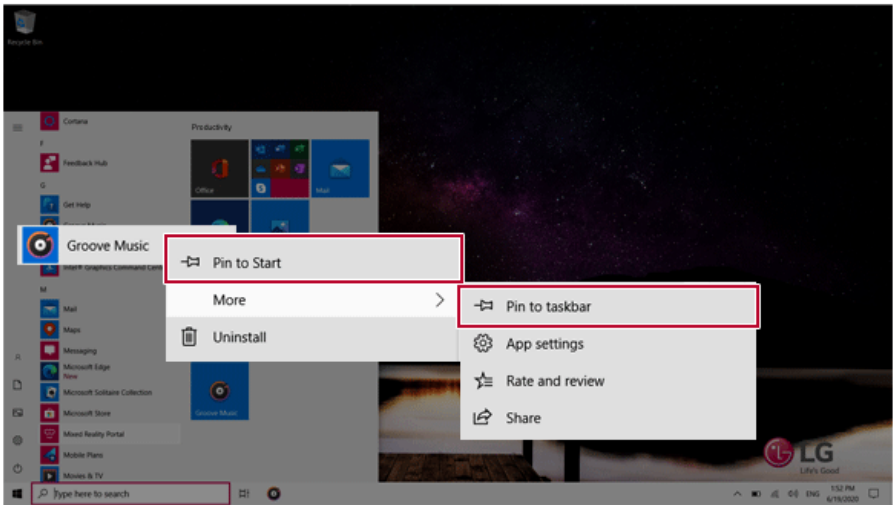 Recycle Bin
Cortana
Productivity
F
Feedback Hub
G
Office
Mail
Get Help
Groove Music
Pin to Start
Intel® Graphics Command Cent
More
Pin to taskbar
M
Mail
Uninstall
App settings
Maps
Messaging
Microsoft Edge
New
Rate and review
Microsoft Solitaire Collection
Microsoft Store
Groove Music
Share
Mixed Reality Portal
Mobile Plans
LG
Life's Good
Movies & TV
Type here to search
ENG
1:52 PM
6/19/2020